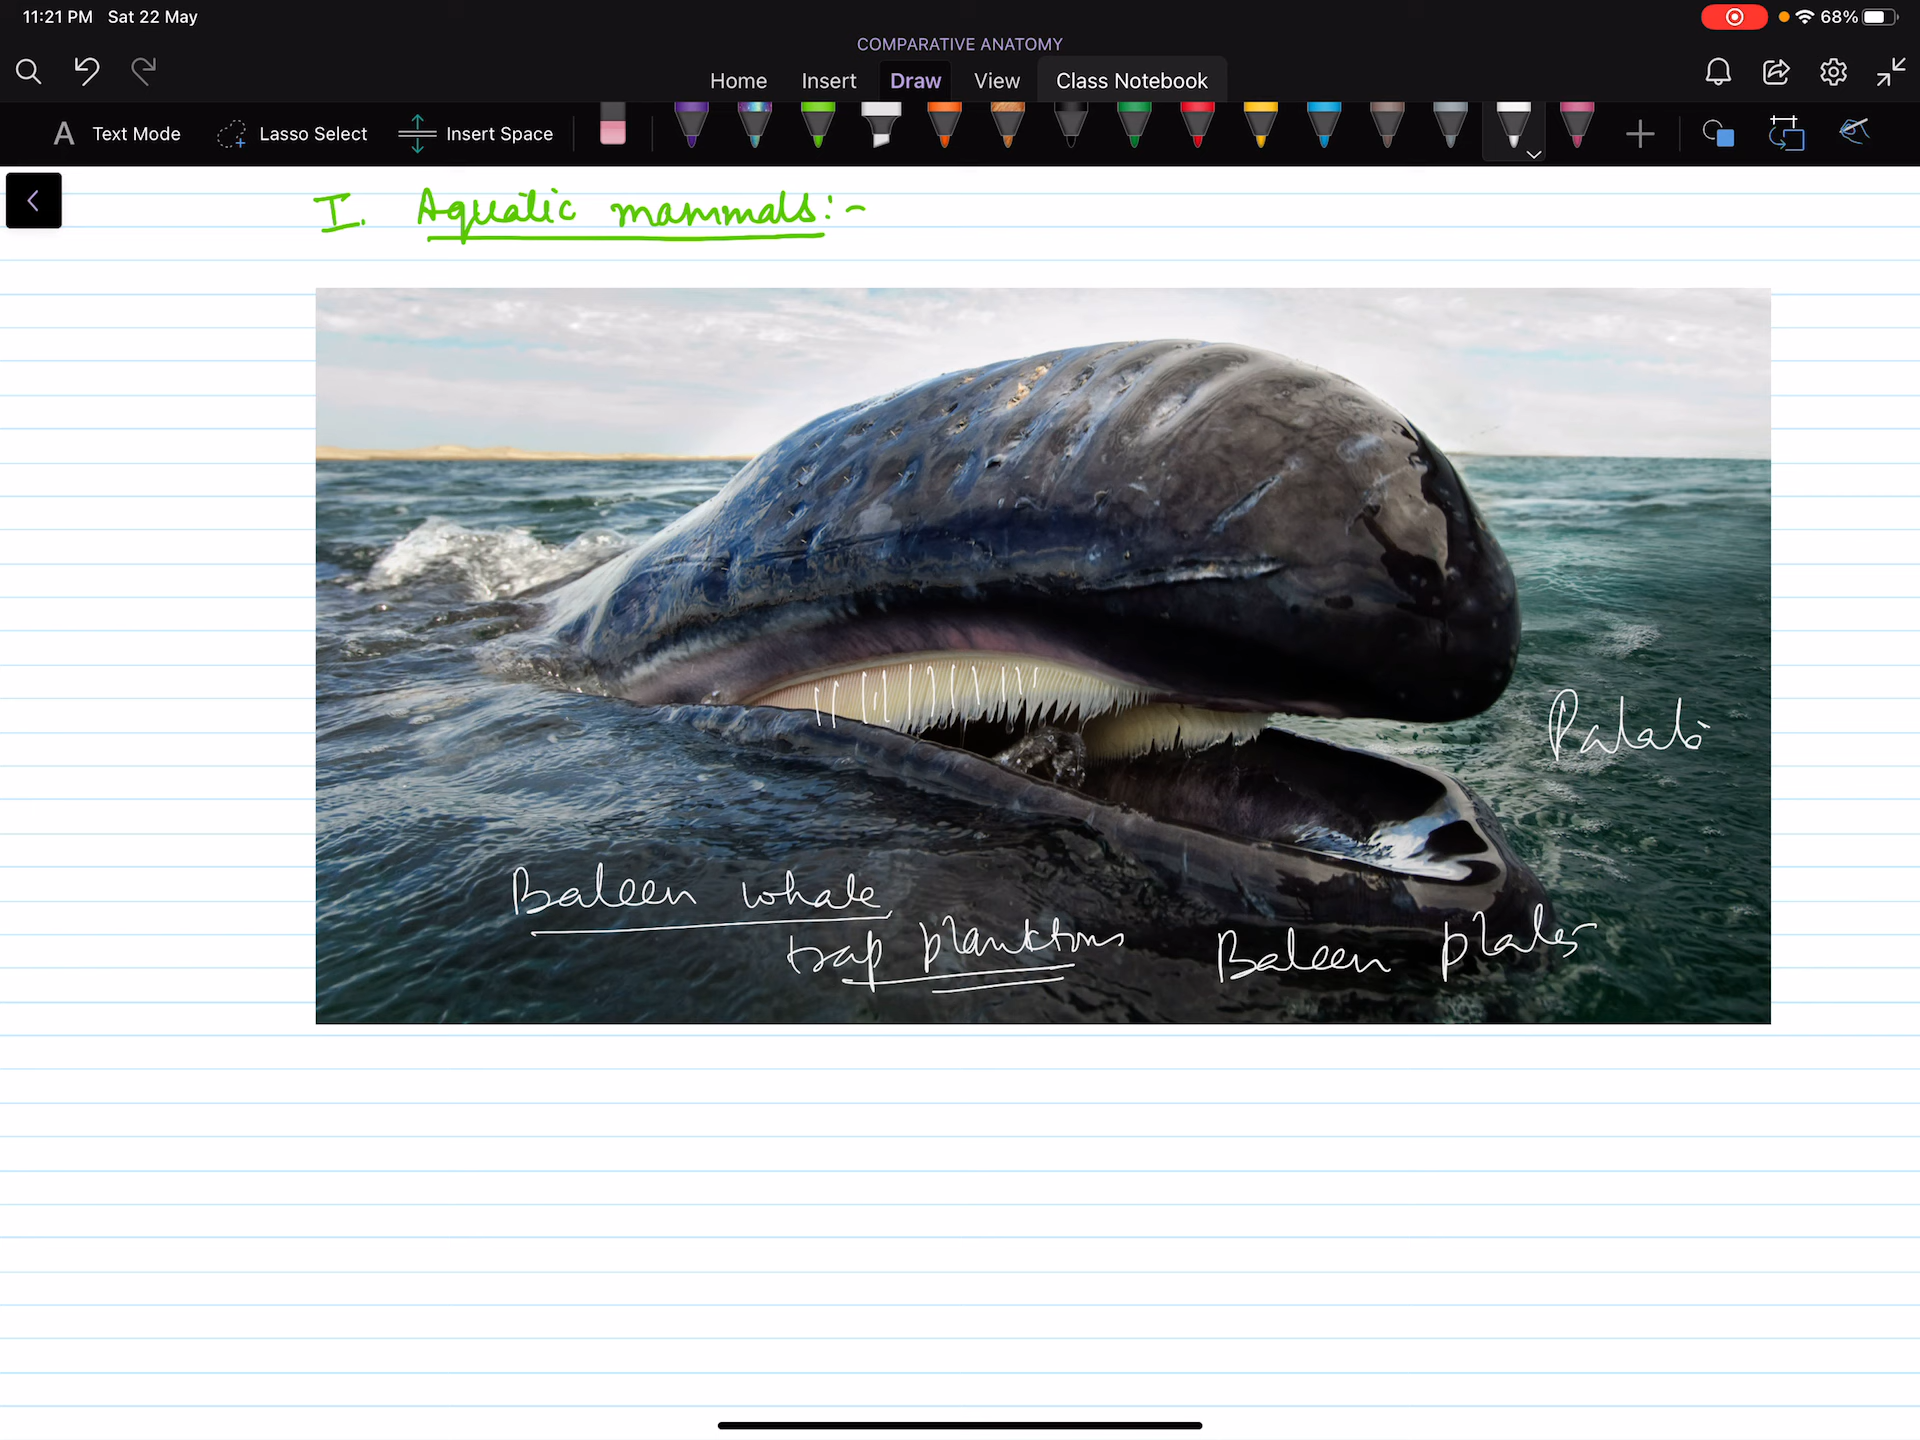 11:21 PM Sat 22 May
68%
COMPARATIVE ANATOMY
Home Insert Draw View Class Notebook
A Text Mode Lasso Select Insert Space
I. Aquatic mammals:-
Baleen whale
trap planktons
Baleen plates